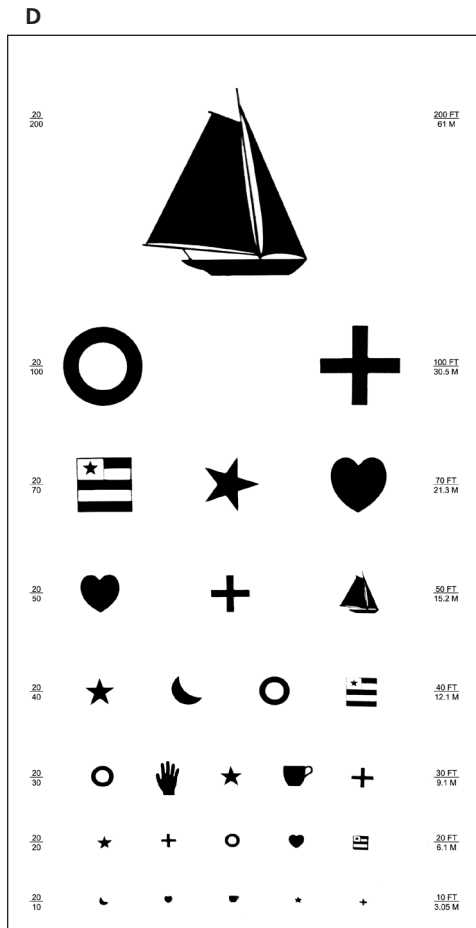 D
20
200
200 FT
61 M
20
100
100 FT
30.5 M
20
70
70 FT
21.3 M
20
50
50 FT
15.2 M
20
40
40 FT
12.1 M
20
30
30 FT
9.1 M
20
20
20 FT
6.1 M
20
10
10 FT
3.05 M